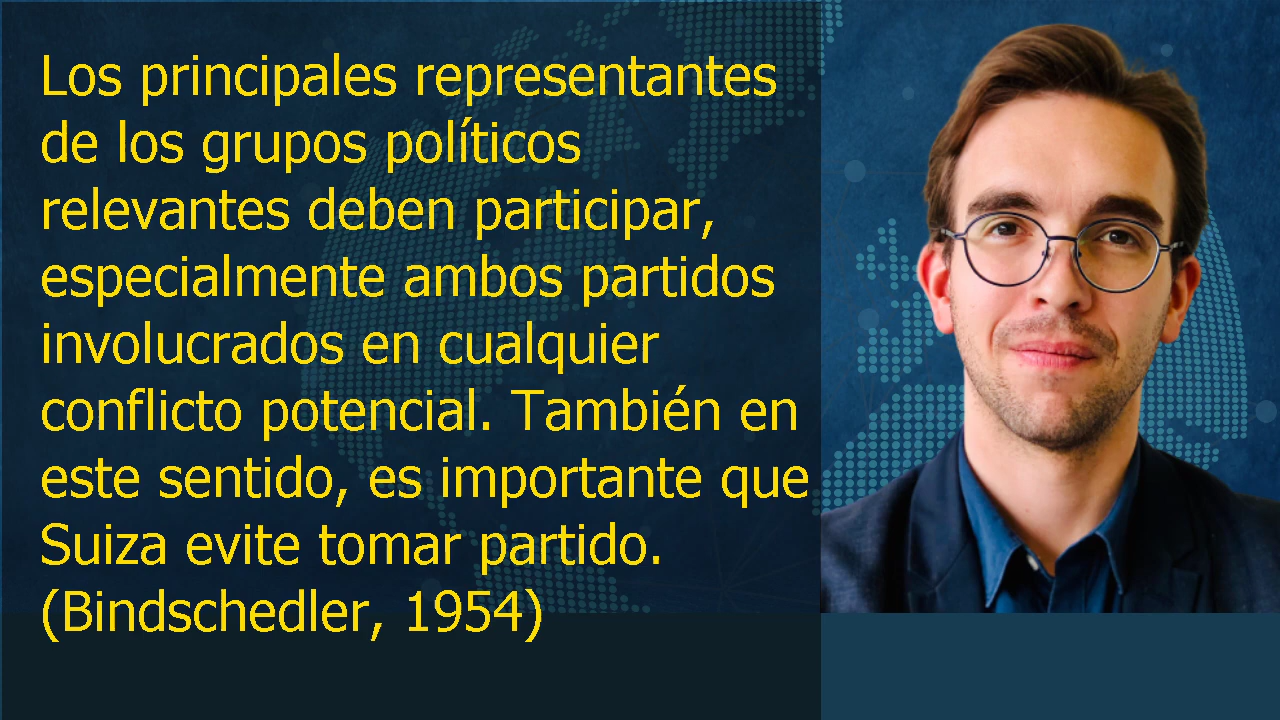 Los principales representantes
de los grupos políticos
relevantes deben participar,
especialmente ambos partidos
involucrados en cualquier
conflicto potencial. También en
este sentido, es importante que
Suiza evite tomar partido.
(Bindschedler, 1954)